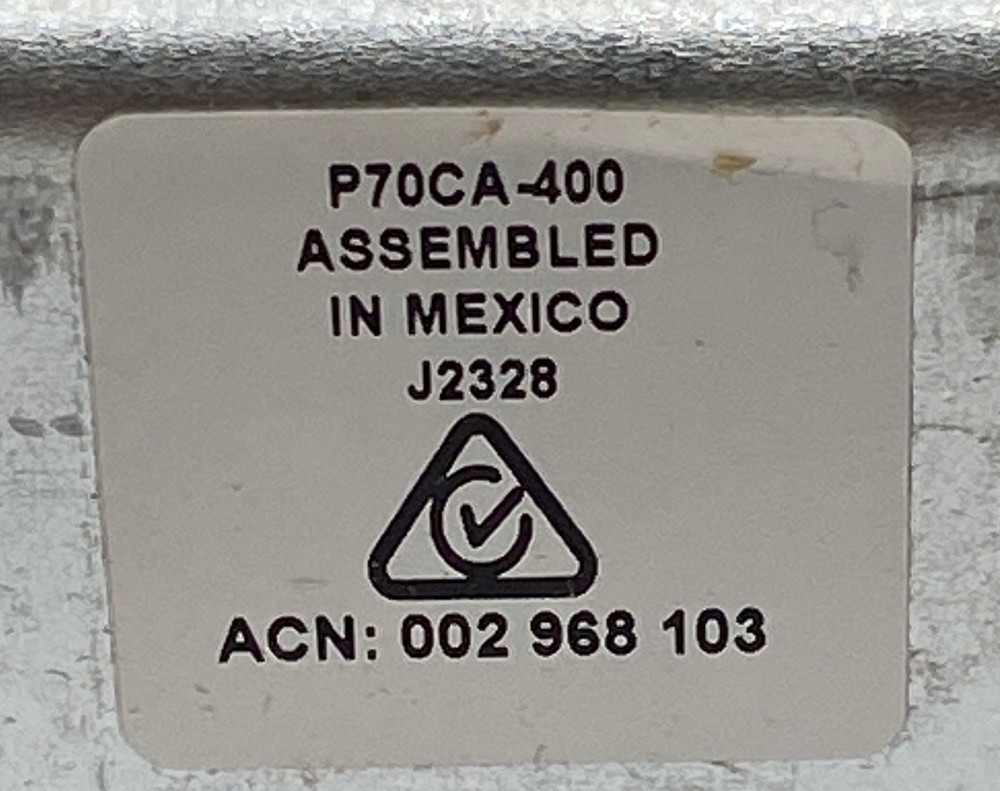 P70CA-400
ASSEMBLED
IN MEXICO
J2328
ACN: 002 968 103